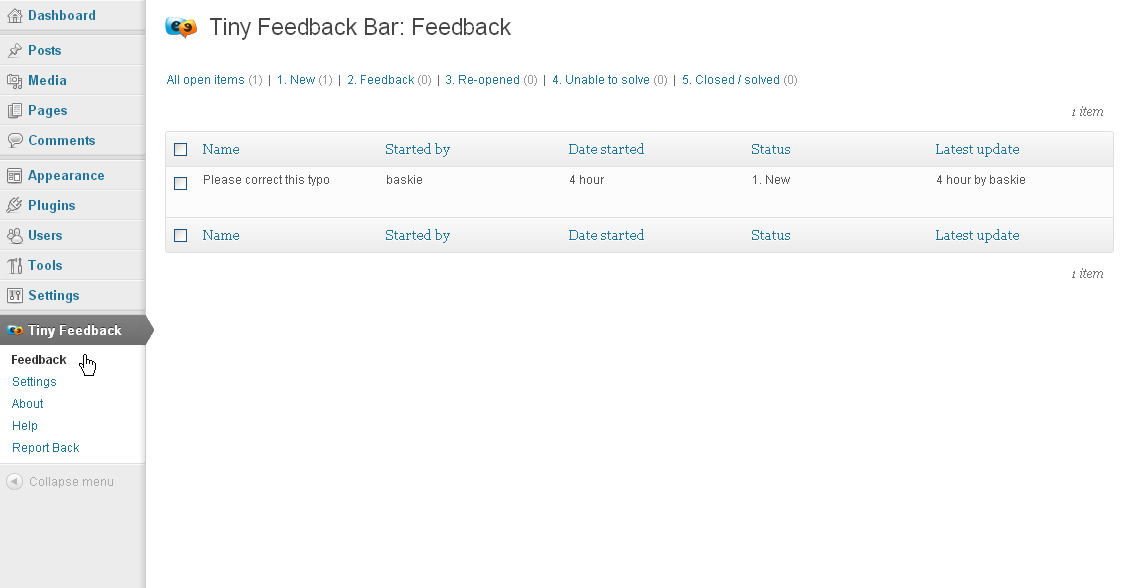 Dashboard
Posts
Media
Pages
Comments
Appearance
Plugins
Users
Tools
Settings
Tiny Feedback
Feedback
Settings
About
Help
Report Back
Collapse menu
Tiny Feedback Bar: Feedback
All open items (1) | 1. New (1) | 2. Feedback (0) | 3. Re-opened (0) | 4. Unable to solve (0) | 5. Closed / solved (0)
1 item
Name Started by Date started Status Latest update
Please correct this typo baskie 4 hour 1. New 4 hour by baskie
Name Started by Date started Status Latest update
1 item